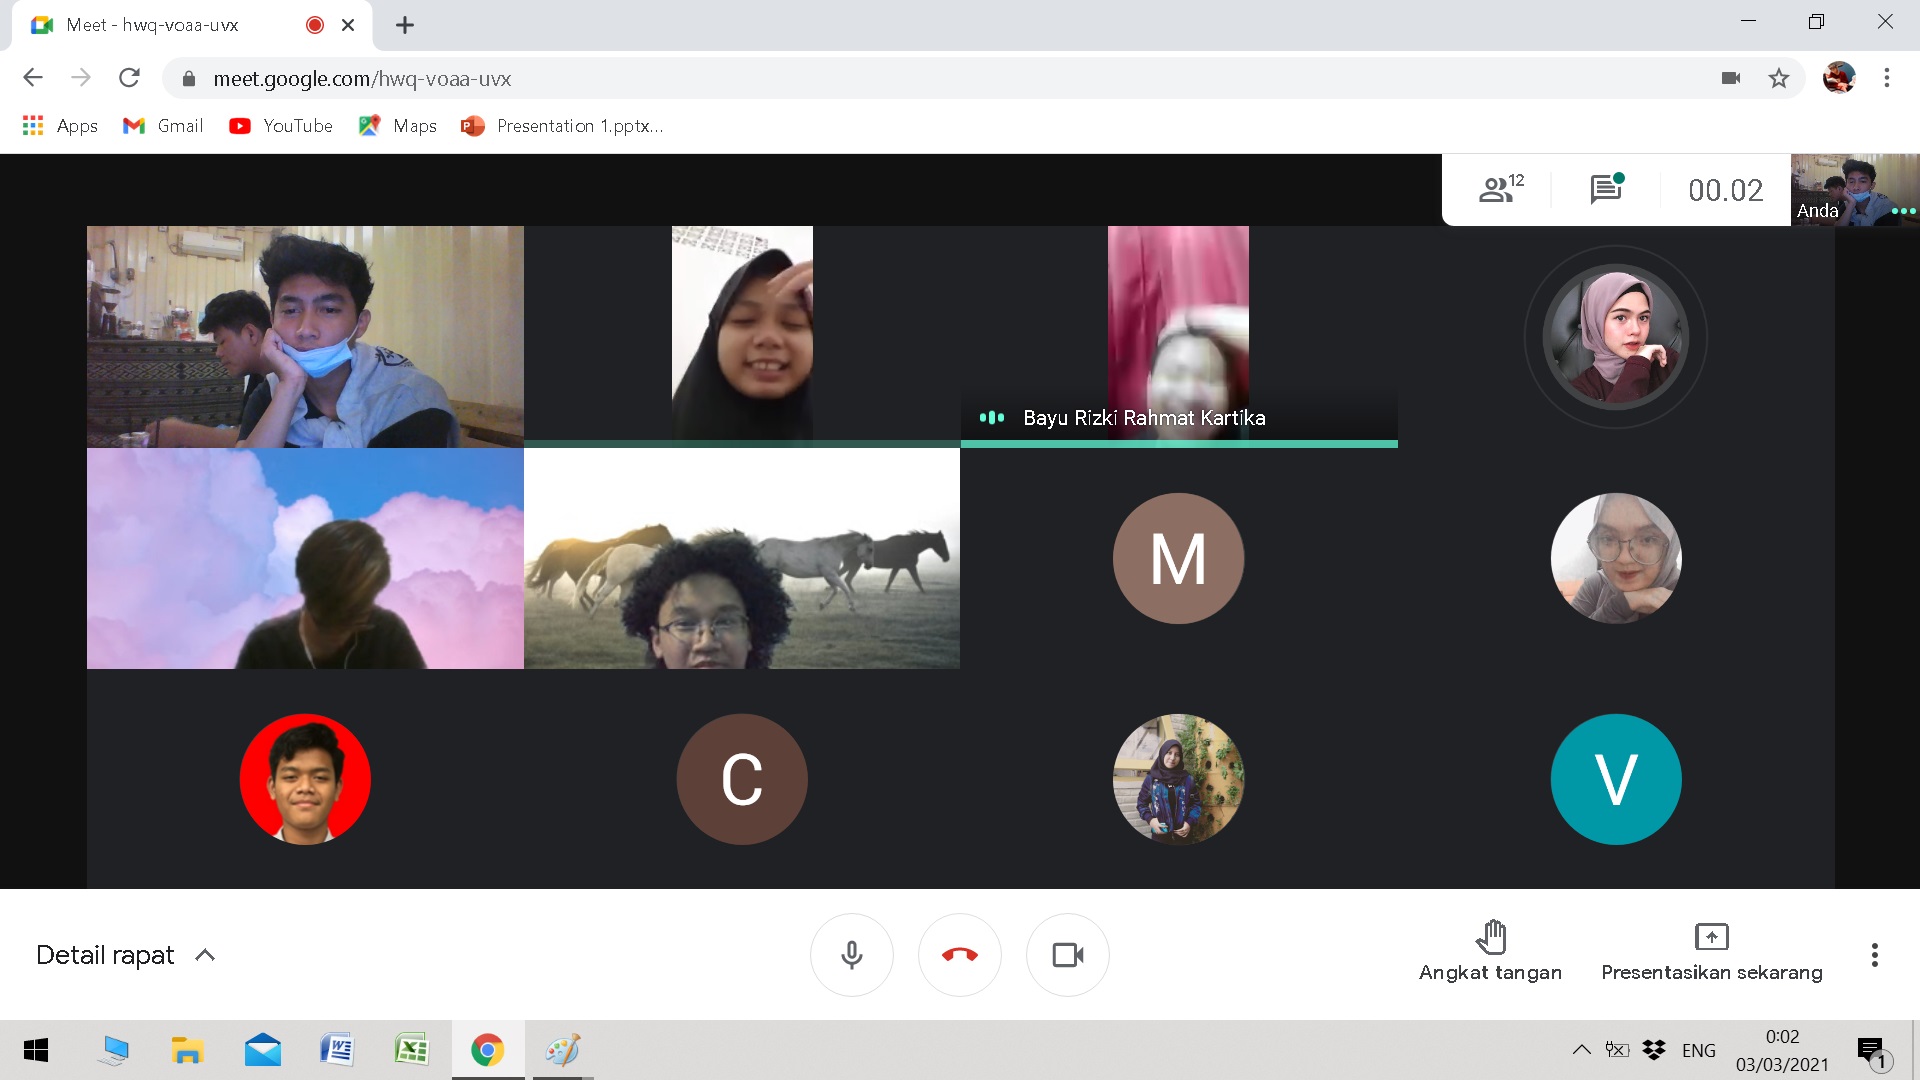 Meet - hwq-voaa-uvx
meet.google.com/hwq-voaa-uvx
Apps
Gmail
YouTube
Maps
Presentation 1.pptx...
12
00.02
Anda
Bayu Rizki Rahmat Kartika
M
C
V
Detail rapat
Angkat tangan
Presentasikan sekarang
ENG
0:02
03/03/2021
1